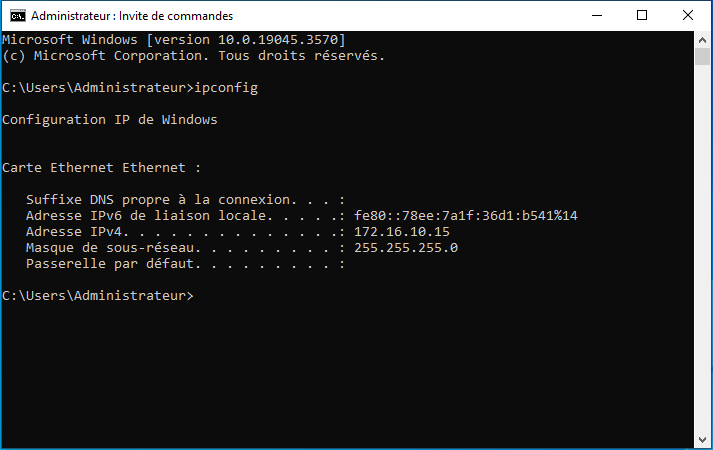 Administrateur : Invite de commandes
Microsoft Windows [version 10.0.19045.3570]
(c) Microsoft Corporation. Tous droits réservés.
C:\Users\Administrateur>ipconfig
Configuration IP de Windows
Carte Ethernet Ethernet :
Suffixe DNS propre à la connexion. . . :
Adresse IPv6 de liaison locale. . . . .: fe80::78ee:7a1f:36d1:b541%14
Adresse IPv4. . . . . . . . . . . . . .: 172.16.10.15
Masque de sous-réseau. . . . . . . . . : 255.255.255.0
Passerelle par défaut. . . . . . . . . :
C:\Users\Administrateur>